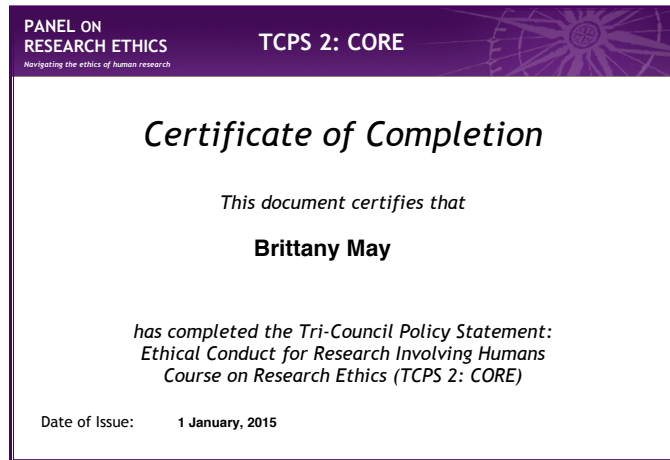 PANEL ON
RESEARCH ETHICS
Navigating the ethics of human research
TCPS 2: CORE
Certificate of Completion
This document certifies that
Brittany May
has completed the Tri-Council Policy Statement:
Ethical Conduct for Research Involving Humans
Course on Research Ethics (TCPS 2: CORE)
Date of Issue: 1 January, 2015